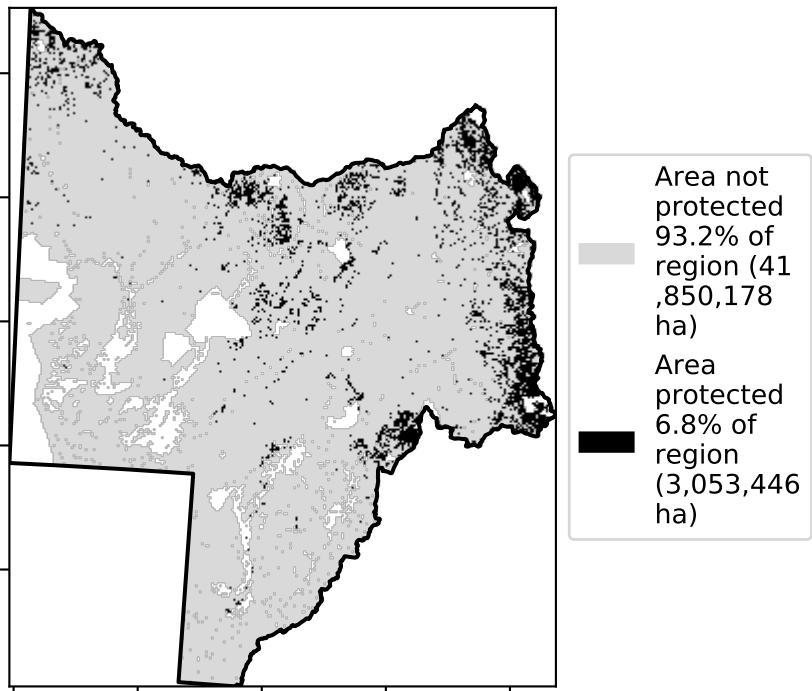 Area not
protected
93.2% of
region (41
,850,178
ha)
Area
protected
6.8% of
region
(3,053,446
ha)